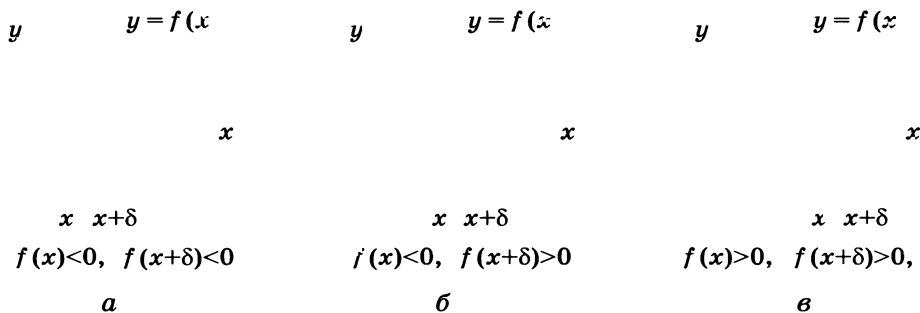 y y = f (x y y = f (x y y = f (x
x x x
x x+δ x x+δ x x+δ
f (x)<0, f (x+δ)<0 f (x)<0, f (x+δ)>0 f (x)>0, f (x+δ)>0,
а б в